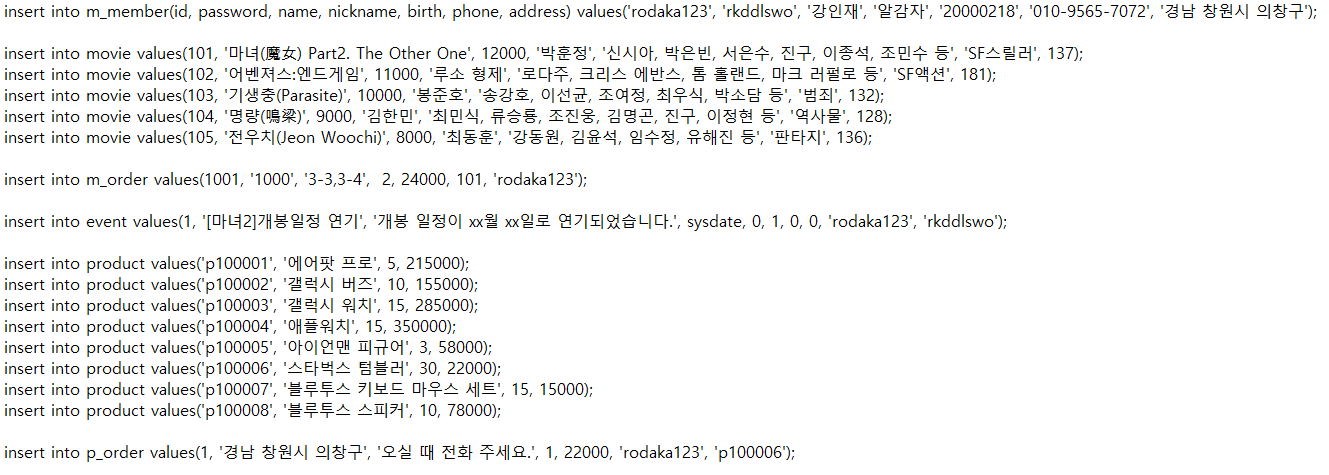 insert into m_member(id, password, name, nickname, birth, phone, address) values('rodaka123', 'rkddlswo', '강인재', '알감자', '20000218', '010-9565-7072', '경남 창원시 의창구');
insert into movie values(101, '마녀(魔女) Part2. The Other One', 12000, '박훈정', '신시아, 박은빈, 서은수, 진구, 이종석, 조민수 등', 'SF스릴러', 137);
insert into movie values(102, '어벤져스:엔드게임', 11000, '루소 형제', '로다주, 크리스 에반스, 톰 홀랜드, 마크 러펄로 등', 'SF액션', 181);
insert into movie values(103, '기생충(Parasite)', 10000, '봉준호', '송강호, 이선균, 조여정, 최우식, 박소담 등', '범죄', 132);
insert into movie values(104, '명량(鳴梁)', 9000, '김한민', '최민식, 류승룡, 조진웅, 김명곤, 진구, 이정현 등', '역사물', 128);
insert into movie values(105, '전우치(Jeon Woochi)', 8000, '최동훈', '강동원, 김윤석, 임수정, 유해진 등', '판타지', 136);
insert into m_order values(1001, '1000', '3-3,3-4',  2, 24000, 101, 'rodaka123');
insert into event values(1, '[마녀2]개봉일정 연기', '개봉 일정이 xx월 xx일로 연기되었습니다.', sysdate, 0, 1, 0, 0, 'rodaka123', 'rkddlswo');
insert into product values('p100001', '에어팟 프로', 5, 215000);
insert into product values('p100002', '갤럭시 버즈', 10, 155000);
insert into product values('p100003', '갤럭시 워치', 15, 285000);
insert into product values('p100004', '애플워치', 15, 350000);
insert into product values('p100005', '아이언맨 피규어', 3, 58000);
insert into product values('p100006', '스타벅스 텀블러', 30, 22000);
insert into product values('p100007', '블루투스 키보드 마우스 세트', 15, 15000);
insert into product values('p100008', '블루투스 스피커', 10, 78000);
insert into p_order values(1, '경남 창원시 의창구', '오실 때 전화 주세요.', 1, 22000, 'rodaka123', 'p100006');